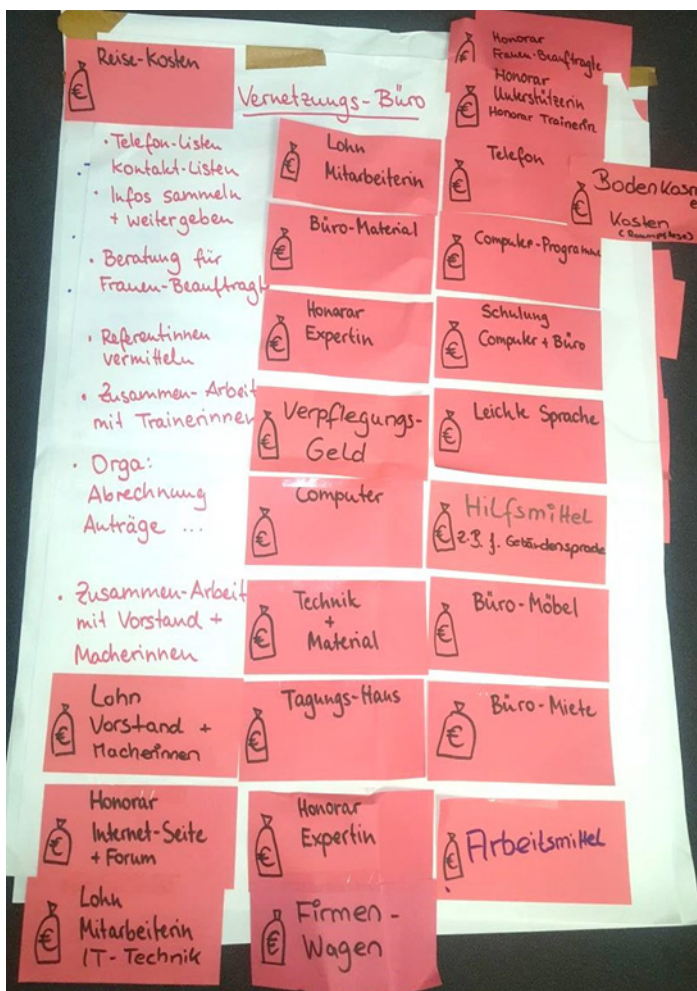 Reise-Kosten
Vernetzungs-Büro
• Telefon-Listen
Kontakt-Listen
• Infos sammeln
+ weitergeben
• Beratung für
Frauen-Beauftragte
• Referentinnen
vermitteln
• Zusammen-Arbeit
mit Trainerinnen
• Orga:
Abrechnung
Anträge ...
• Zusammen-Arbeit
mit Vorstand +
Macherinnen
€ Lohn
Vorstand +
Macherinnen
€ Honorar
Internet-Seite
+ Forum
€ Lohn
Mitarbeiterin
IT-Technik
€ Lohn
Mitarbeiterin
€ Büro-Material
€ Honorar
Expertin
€ Verpflegungs-
Geld
€ Computer
€ Technik
+
Material
€ Tagungs-Haus
€ Honorar
Expertin
€ Firmen-
Wagen
€ Honorar
Frauen-Beauftragte
€ Honorar
Unterstützerin
Honorar Trainerin
€ Telefon
€ Kosten
€ Computer-Programme
€ Schulung
Computer + Büro
€ Leichte Sprache
€ Hilfsmittel
z.B. f. Gebärdensprache
€ Büro-Möbel
€ Büro-Miete
€ Arbeitsmittel